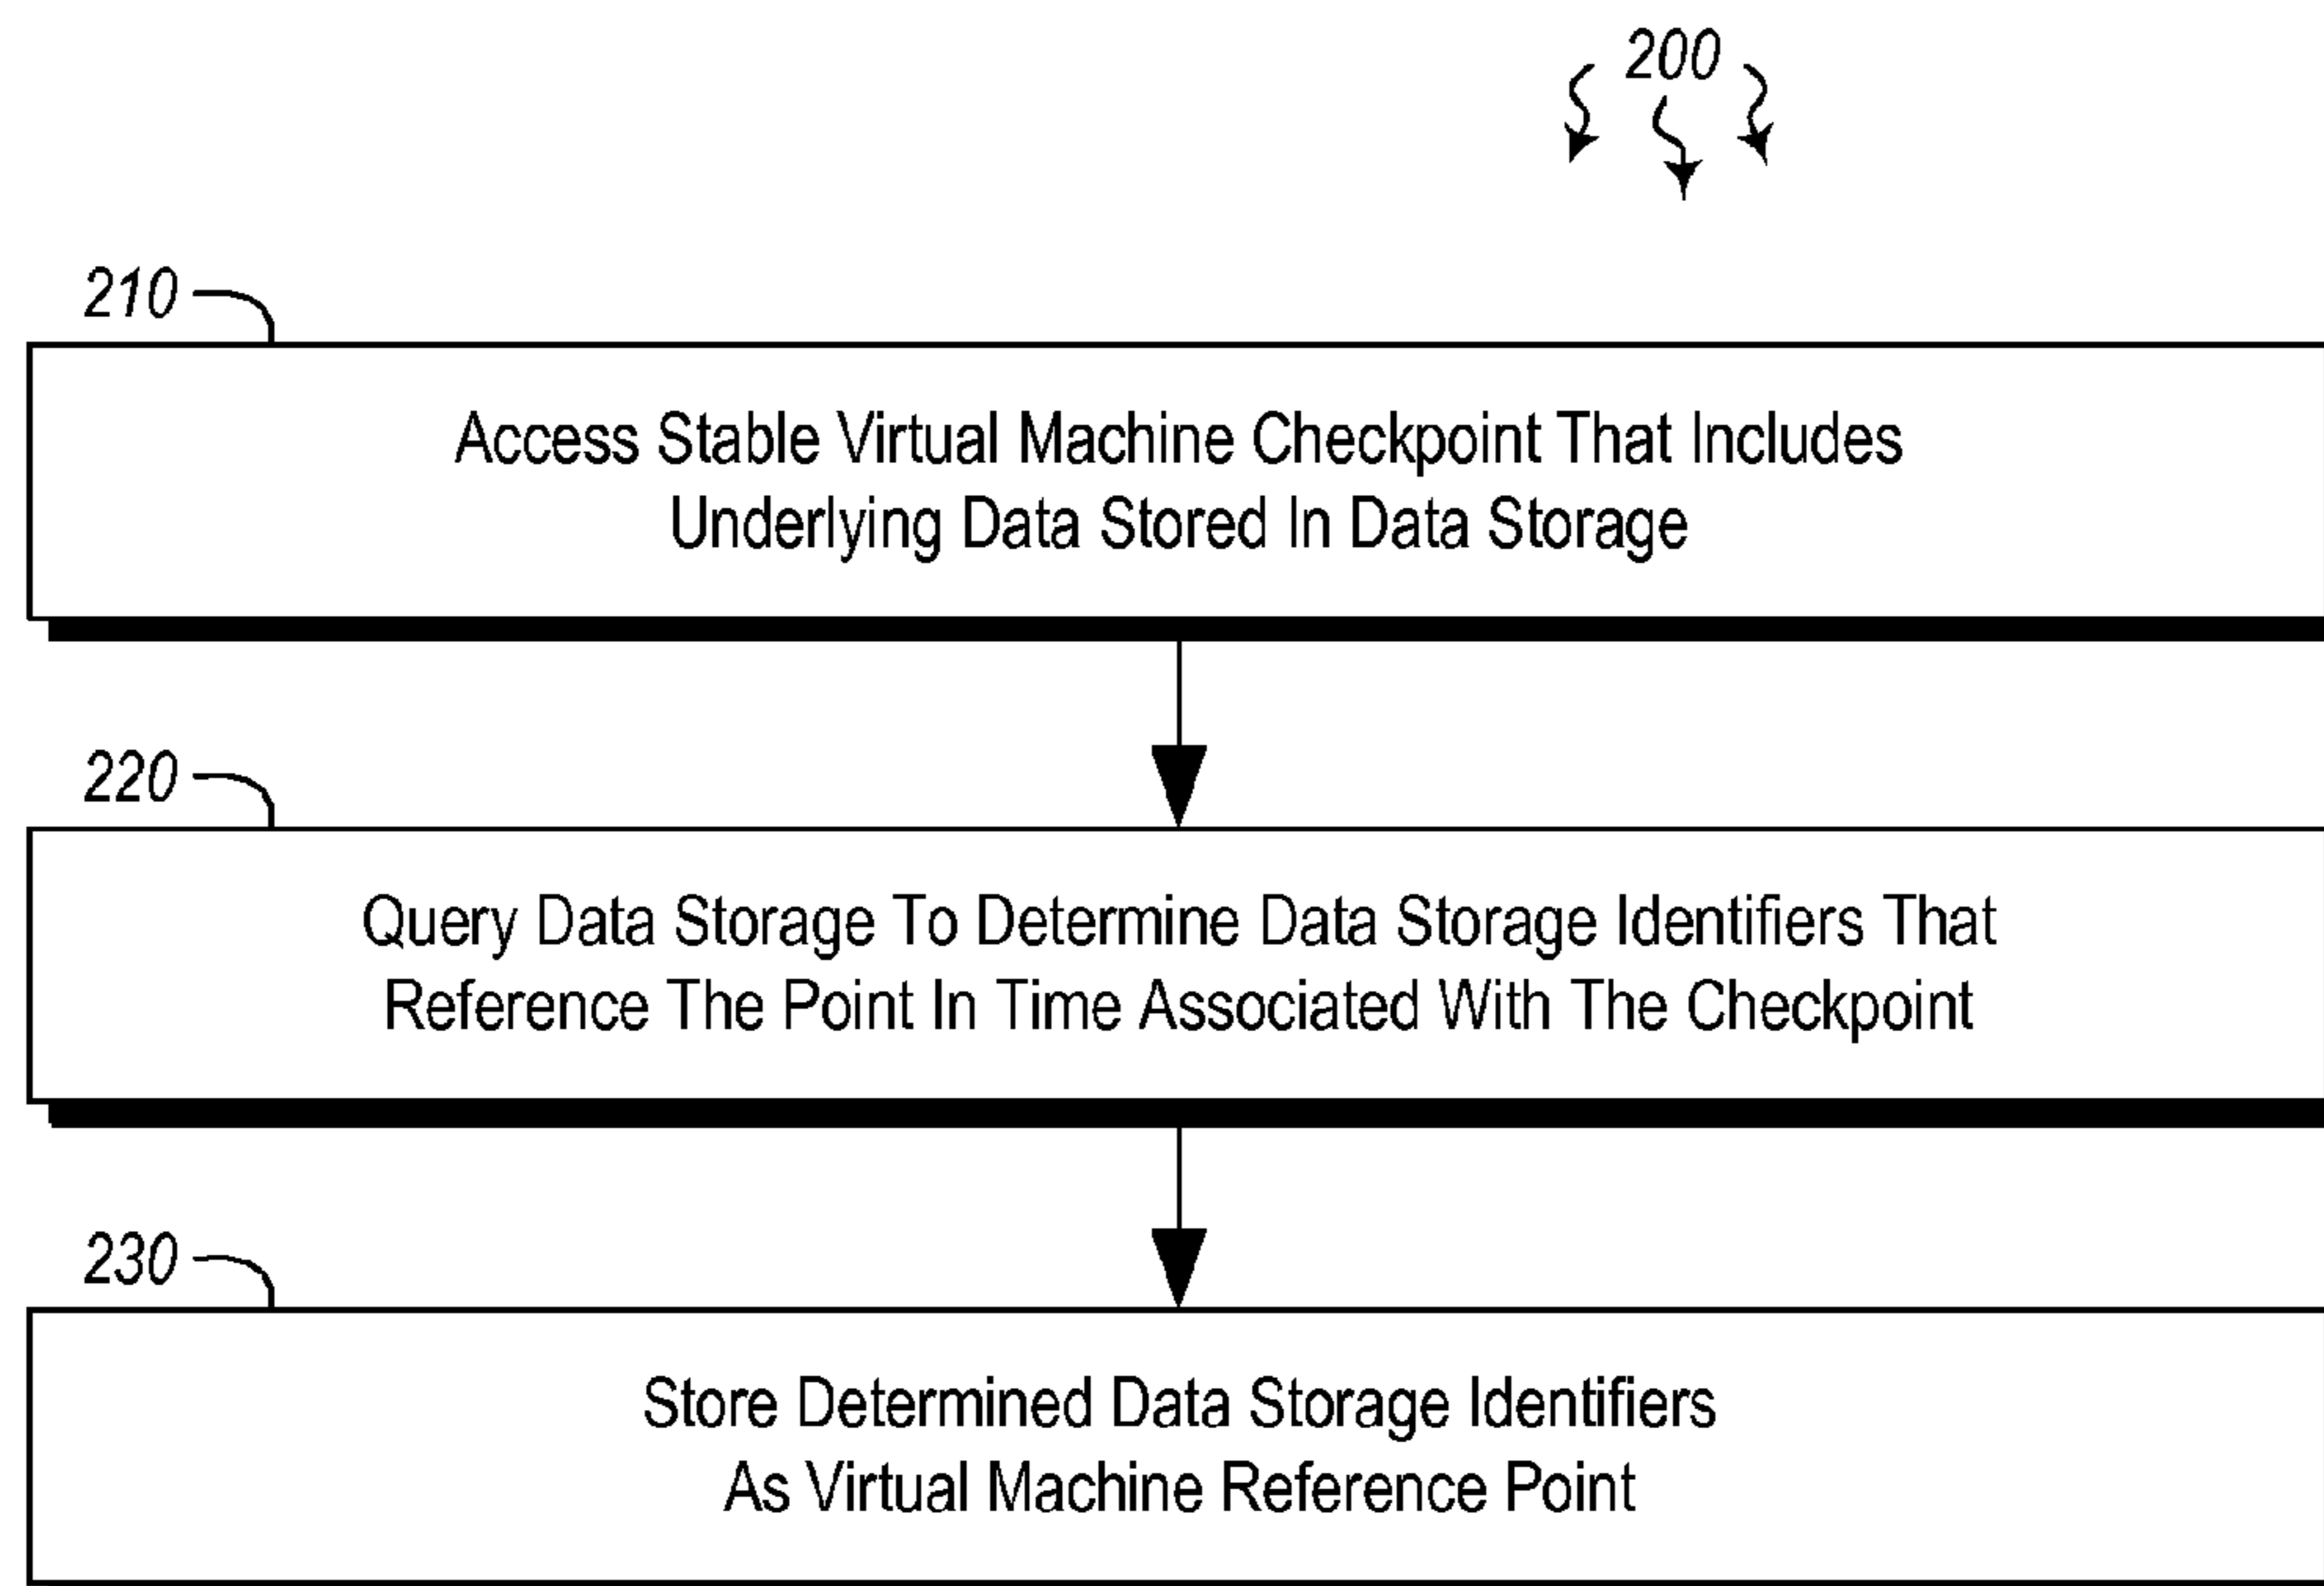 200
210
Access Stable Virtual Machine Checkpoint That Includes
Underlying Data Stored In Data Storage
220
Query Data Storage To Determine Data Storage Identifiers That
Reference The Point In Time Associated With The Checkpoint
230
Store Determined Data Storage Identifiers
As Virtual Machine Reference Point